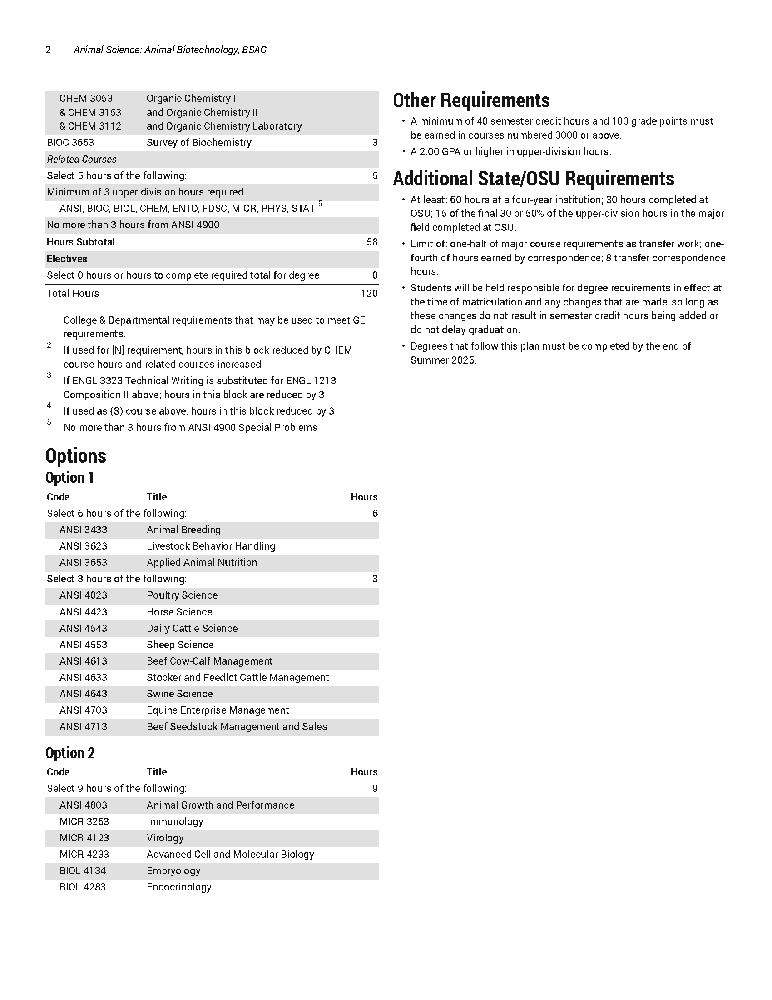 2 Animal Science: Animal Biotechnology, BSAG
CHEM 3053 Organic Chemistry I
& CHEM 3153 and Organic Chemistry II
& CHEM 3112 and Organic Chemistry Laboratory
BIOC 3653 Survey of Biochemistry 3
Related Courses
Select 5 hours of the following: 5
Minimum of 3 upper division hours required
ANSI, BIOC, BIOL, CHEM, ENTO, FDSC, MICR, PHYS, STAT 5
No more than 3 hours from ANSI 4900
Hours Subtotal 58
Electives
Select 0 hours or hours to complete required total for degree 0
Total Hours 120
1 College & Departmental requirements that may be used to meet GE
requirements.
2 If used for [N] requirement, hours in this block reduced by CHEM
course hours and related courses increased
3 If ENGL 3323 Technical Writing is substituted for ENGL 1213
Composition II above; hours in this block are reduced by 3
4 If used as (S) course above, hours in this block reduced by 3
5 No more than 3 hours from ANSI 4900 Special Problems
Options
Option 1
Code Title Hours
Select 6 hours of the following: 6
ANSI 3433 Animal Breeding
ANSI 3623 Livestock Behavior Handling
ANSI 3653 Applied Animal Nutrition
Select 3 hours of the following: 3
ANSI 4023 Poultry Science
ANSI 4423 Horse Science
ANSI 4543 Dairy Cattle Science
ANSI 4553 Sheep Science
ANSI 4613 Beef Cow-Calf Management
ANSI 4633 Stocker and Feedlot Cattle Management
ANSI 4643 Swine Science
ANSI 4703 Equine Enterprise Management
ANSI 4713 Beef Seedstock Management and Sales
Option 2
Code Title Hours
Select 9 hours of the following: 9
ANSI 4803 Animal Growth and Performance
MICR 3253 Immunology
MICR 4123 Virology
MICR 4233 Advanced Cell and Molecular Biology
BIOL 4134 Embryology
BIOL 4283 Endocrinology
Other Requirements
• A minimum of 40 semester credit hours and 100 grade points must
be earned in courses numbered 3000 or above.
• A 2.00 GPA or higher in upper-division hours.
Additional State/OSU Requirements
• At least: 60 hours at a four-year institution; 30 hours completed at
OSU; 15 of the final 30 or 50% of the upper-division hours in the major
field completed at OSU.
• Limit of: one-half of major course requirements as transfer work; one-
fourth of hours earned by correspondence; 8 transfer correspondence
hours.
• Students will be held responsible for degree requirements in effect at
the time of matriculation and any changes that are made, so long as
these changes do not result in semester credit hours being added or
do not delay graduation.
• Degrees that follow this plan must be completed by the end of
Summer 2025.